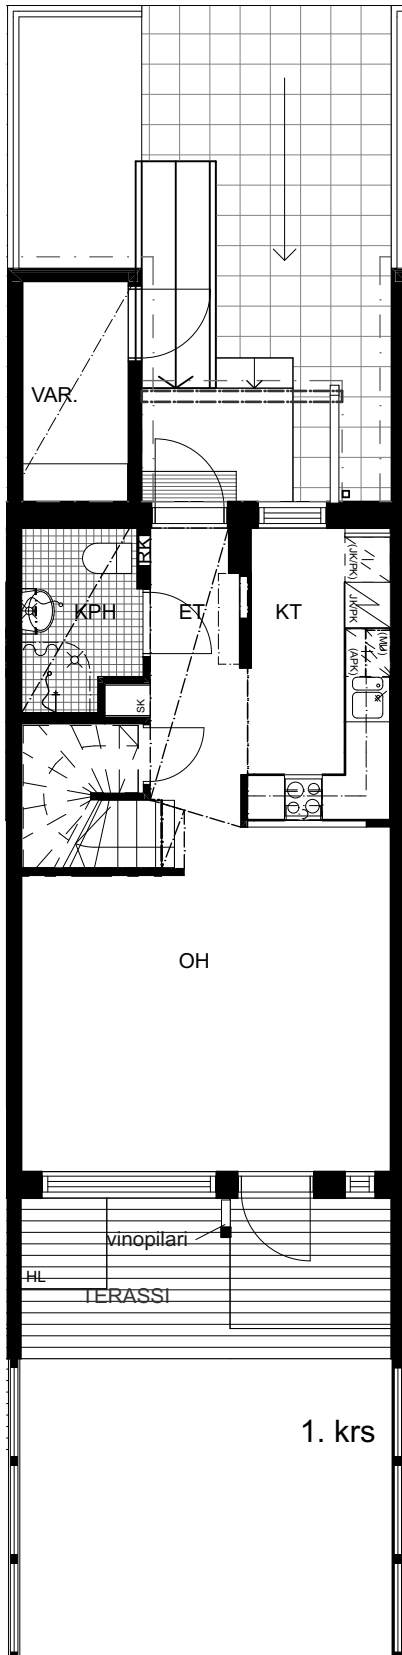 VAR.
RK
(JK/PK)
JK/PK
KPH
ET
KT
(MU)
(APK)
SK
OH
vinopilari
HL
TERASSI
1. krs